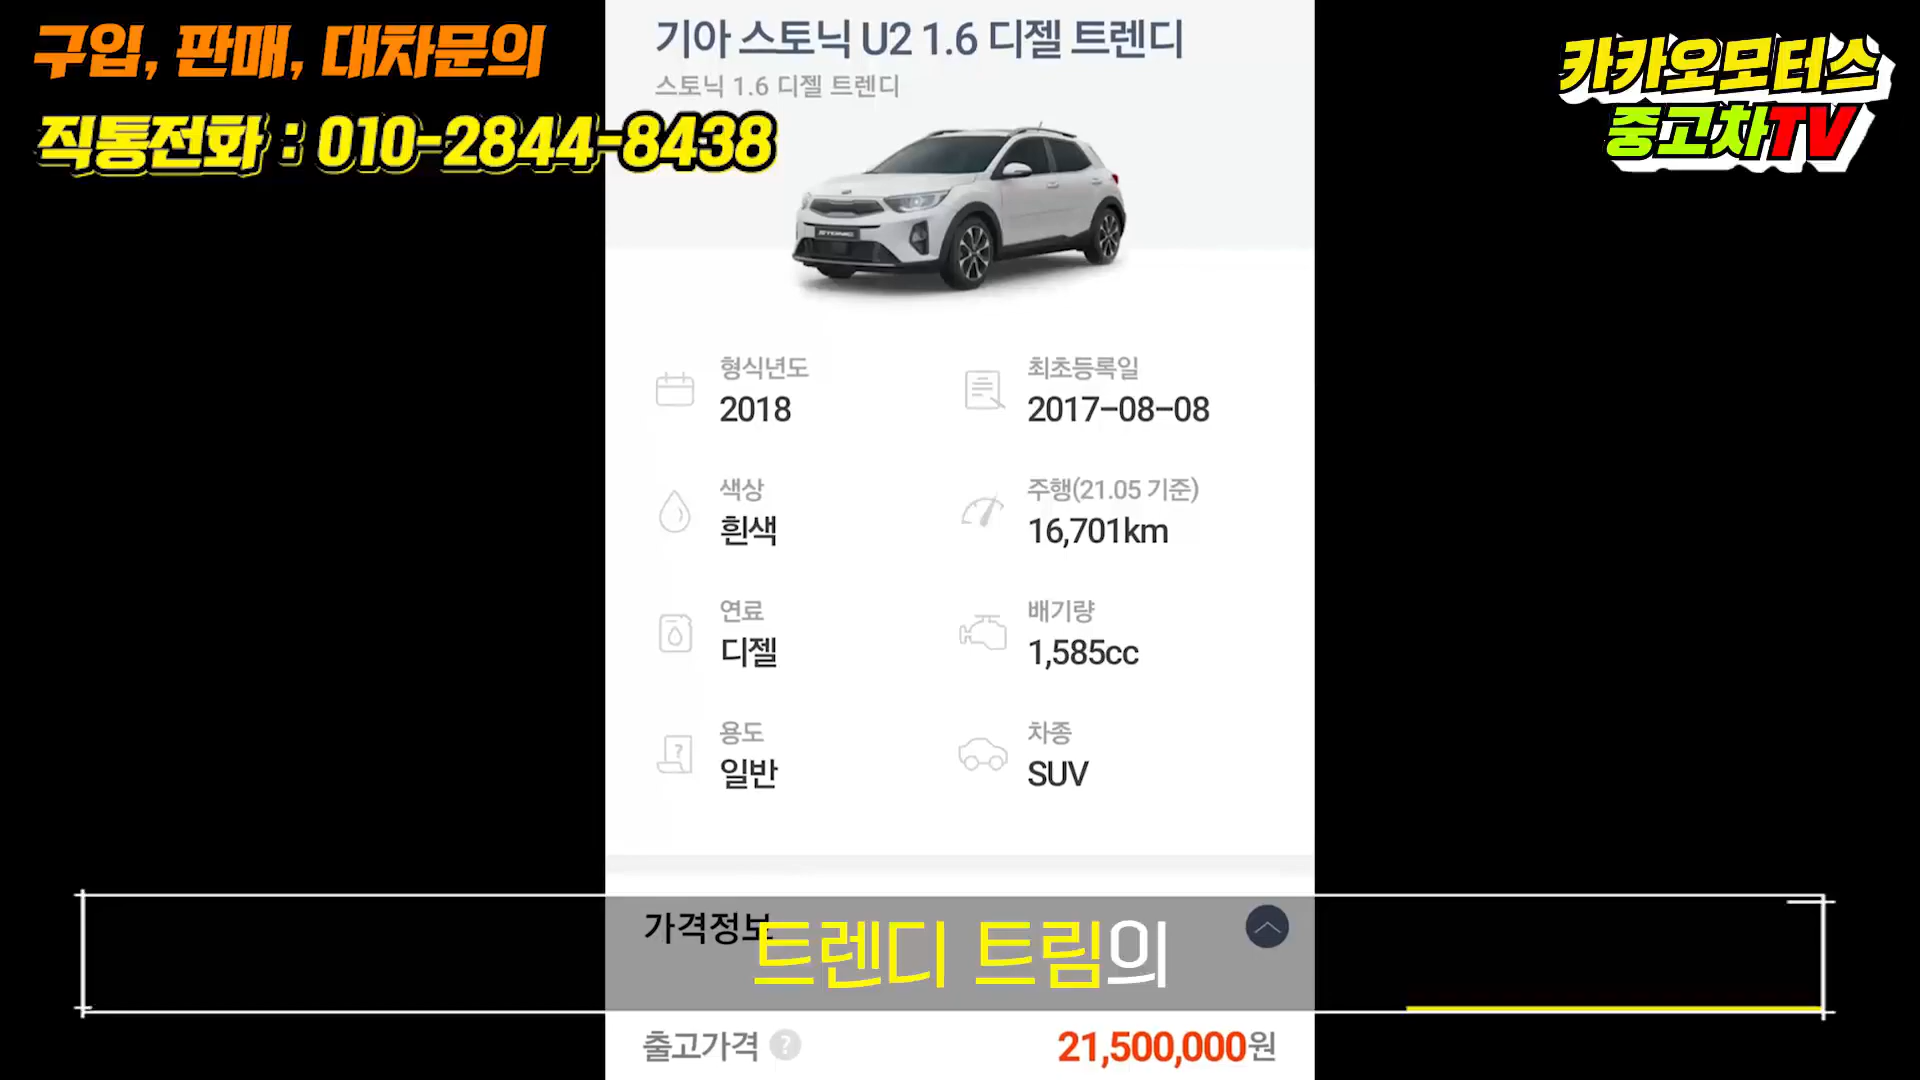 구입, 판매, 대차문의
직통전화 : 010-2844-8438
카카오모터스
중고차TV
기아 스토닉 U2 1.6 디젤 트렌디
스토닉 1.6 디젤 트렌디
STONIC
형식년도
2018
최초등록일
2017-08-08
색상
흰색
주행(21.05 기준)
16,701km
연료
디젤
배기량
1,585cc
용도
일반
차종
SUV
가격정보
트렌디 트림의
출고가격 ?
21,500,000원